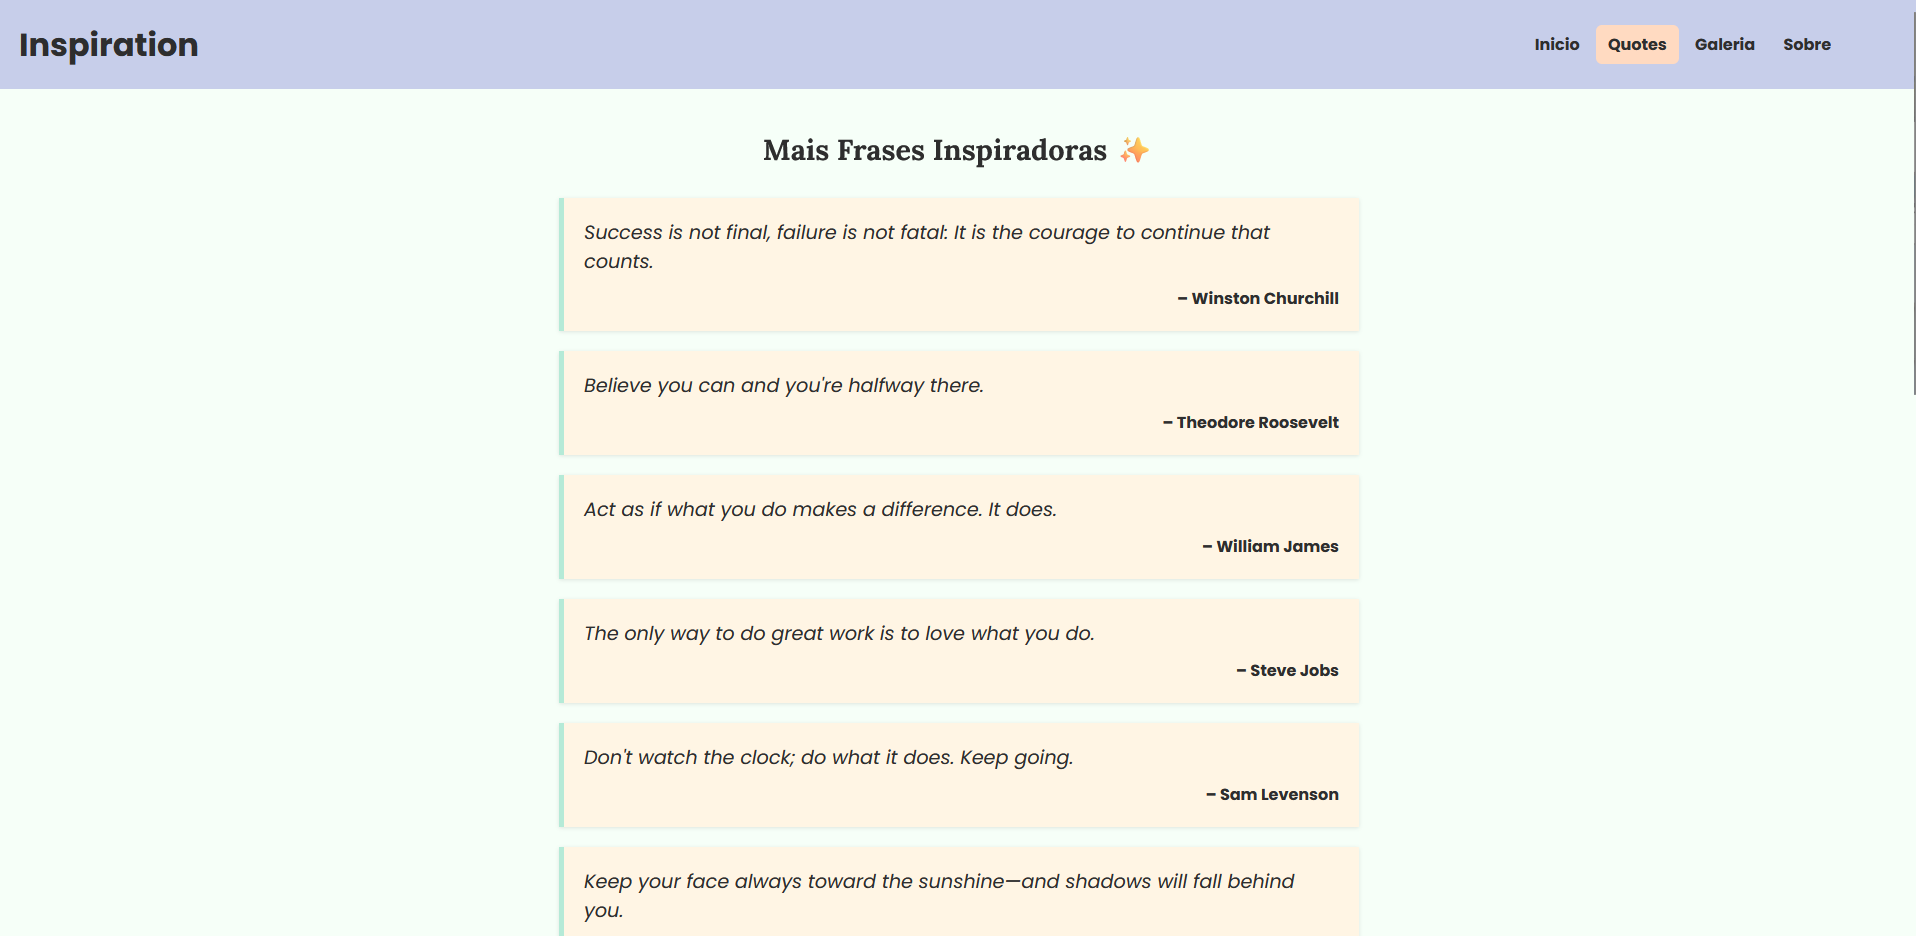 Inspiration
Inicio Quotes Galeria Sobre
Mais Frases Inspiradoras ✨
Success is not final, failure is not fatal: It is the courage to continue that
counts.
– Winston Churchill
Believe you can and you're halfway there.
– Theodore Roosevelt
Act as if what you do makes a difference. It does.
– William James
The only way to do great work is to love what you do.
– Steve Jobs
Don't watch the clock; do what it does. Keep going.
– Sam Levenson
Keep your face always toward the sunshine—and shadows will fall behind
you.